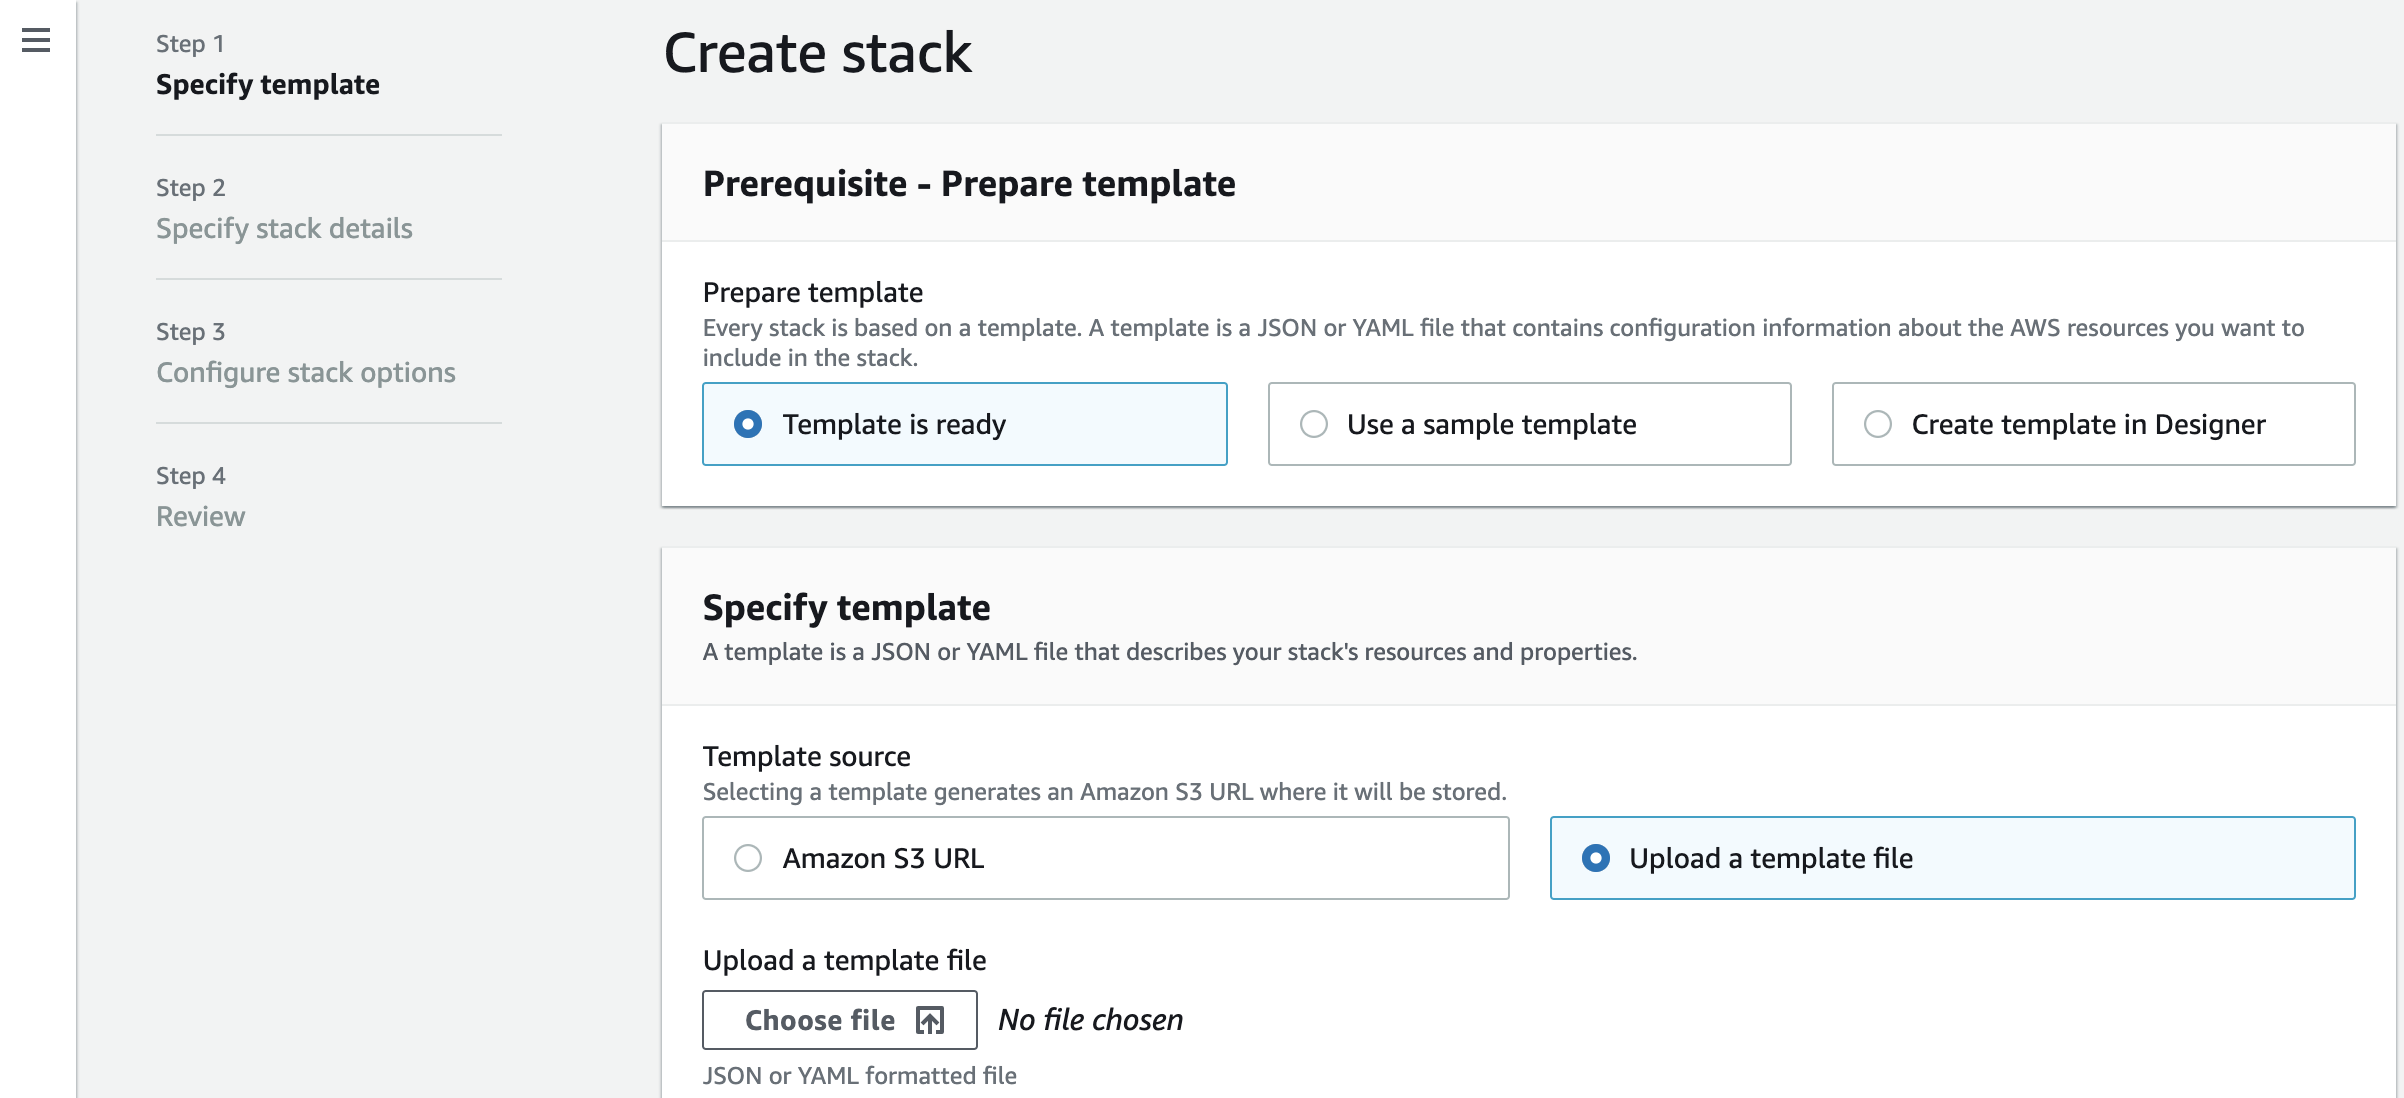 Step 1
Specify template
Step 2
Specify stack details
Step 3
Configure stack options
Step 4
Review
Create stack
Prerequisite - Prepare template
Prepare template
Every stack is based on a template. A template is a JSON or YAML file that contains configuration information about the AWS resources you want to
include in the stack.
Template is ready
Use a sample template
Create template in Designer
Specify template
A template is a JSON or YAML file that describes your stack's resources and properties.
Template source
Selecting a template generates an Amazon S3 URL where it will be stored.
Amazon S3 URL
Upload a template file
Upload a template file
Choose file
No file chosen
JSON or YAML formatted file